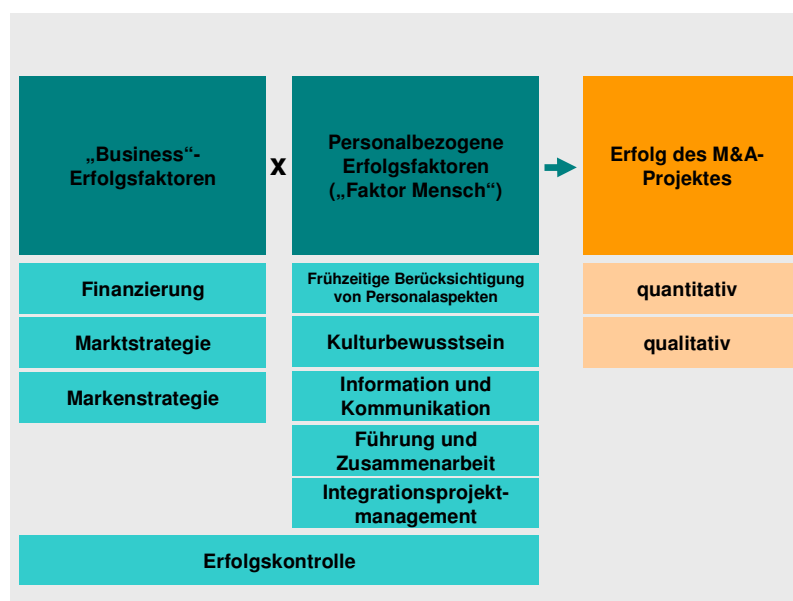 „Business“-
Erfolgsfaktoren
x
Personalbezogene
Erfolgsfaktoren
(„Faktor Mensch“)
Erfolg des M&A-
Projektes
Finanzierung
Marktstrategie
Markenstrategie
Frühzeitige Berücksichtigung
von Personalaspekten
Kulturbewusstsein
Information und
Kommunikation
Führung und
Zusammenarbeit
Integrationsprojekt-
management
quantitativ
qualitativ
Erfolgskontrolle